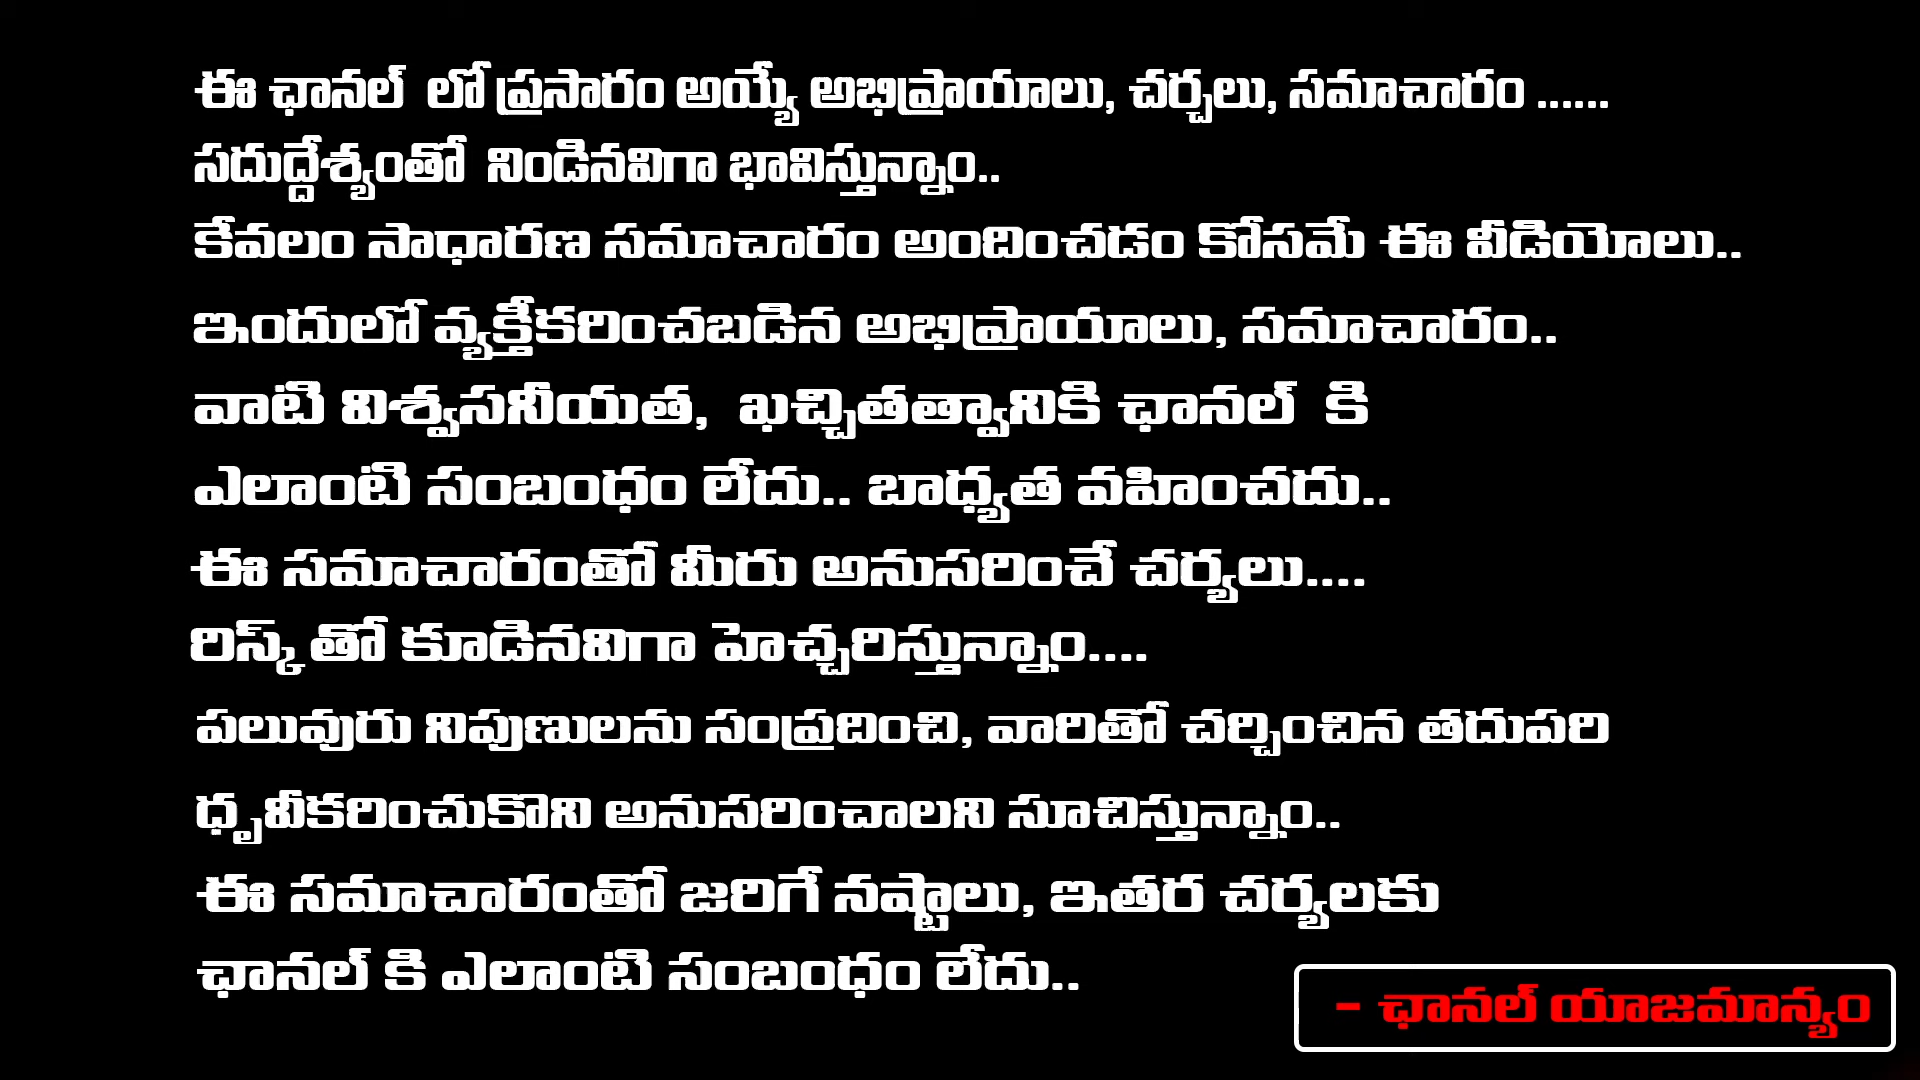 ఈ ఛానల్ లో ప్రసారం అయ్యే అభిప్రాయాలు, చర్చలు, సమాచారం ......
సదుద్దేశ్యంతో నిండినవిగా భావిస్తున్నాం..
కేవలం సాధారణ సమాచారం అందించడం కోసమే ఈ వీడియోలు..
ఇందులో వ్యక్తీకరించబడిన అభిప్రాయాలు, సమాచారం..
వాటి విశ్వసనీయత, ఖచ్చితత్వానికి ఛానల్ కి
ఎలాంటి సంబంధం లేదు.. బాధ్యత వహించదు..
ఈ సమాచారంతో మీరు అనుసరించే చర్యలు....
రిస్క్ తో కూడినవిగా హెచ్చరిస్తున్నాం....
పలువురు నిపుణులను సంప్రదించి, వారితో చర్చించిన తదుపరి
ధృవీకరించుకొని అనుసరించాలని సూచిస్తున్నాం..
ఈ సమాచారంతో జరిగే నష్టాలు, ఇతర చర్యలకు
ఛానల్ కి ఎలాంటి సంబంధం లేదు..
- ఛానల్ యాజమాన్యం